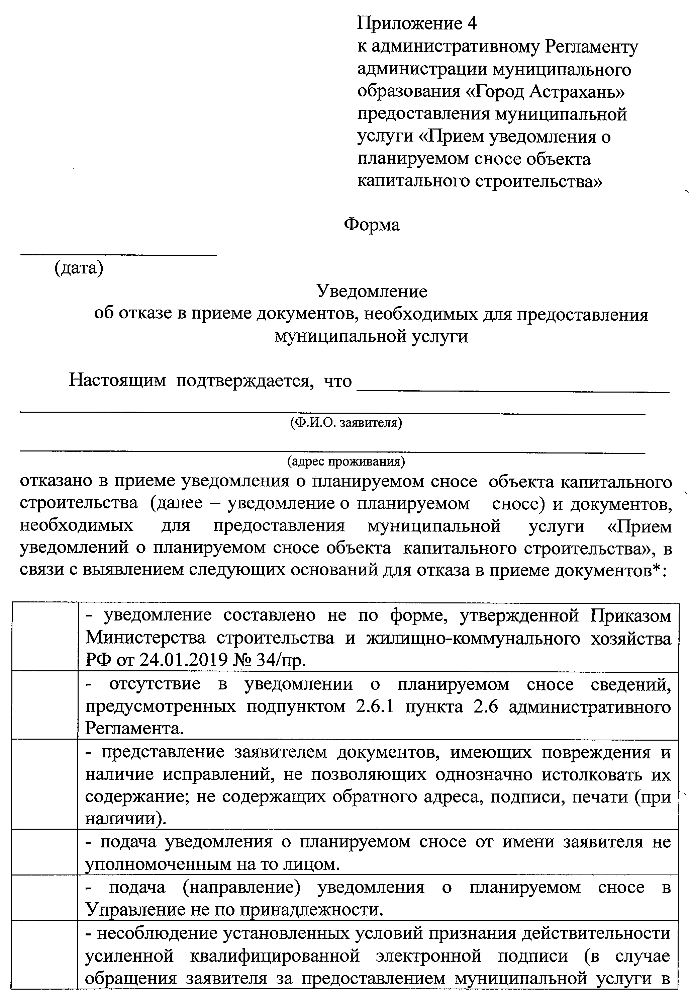 Приложение 4
к административному Регламенту
администрации муниципального
образования «Город Астрахань»
предоставления муниципальной
услуги «Прием уведомления о
планируемом сносе объекта
капитального строительства»
Форма
(дата)
Уведомление
об отказе в приеме документов, необходимых для предоставления
муниципальной услуги
Настоящим подтверждается, что
(Ф.И.О. заявителя)
(адрес проживания)
отказано в приеме уведомления о планируемом сносе объекта капитального
строительства (далее – уведомление о планируемом сносе) и документов,
необходимых для предоставления муниципальной услуги «Прием
уведомлений о планируемом сносе объекта капитального строительства», в
связи с выявлением следующих оснований для отказа в приеме документов*:
- уведомление составлено не по форме, утвержденной Приказом
Министерства строительства и жилищно-коммунального хозяйства
РФ от 24.01.2019 № 34/пр.
- отсутствие в уведомлении о планируемом сносе сведений,
предусмотренных подпунктом 2.6.1 пункта 2.6 административного
Регламента.
- представление заявителем документов, имеющих повреждения и
наличие исправлений, не позволяющих однозначно истолковать их
содержание; не содержащих обратного адреса, подписи, печати (при
наличии).
- подача уведомления о планируемом сносе от имени заявителя не
уполномоченным на то лицом.
- подача (направление) уведомления о планируемом сносе в
Управление не по принадлежности.
- несоблюдение установленных условий признания действительности
усиленной квалифицированной электронной подписи (в случае
обращения заявителя за предоставлением муниципальной услуги в